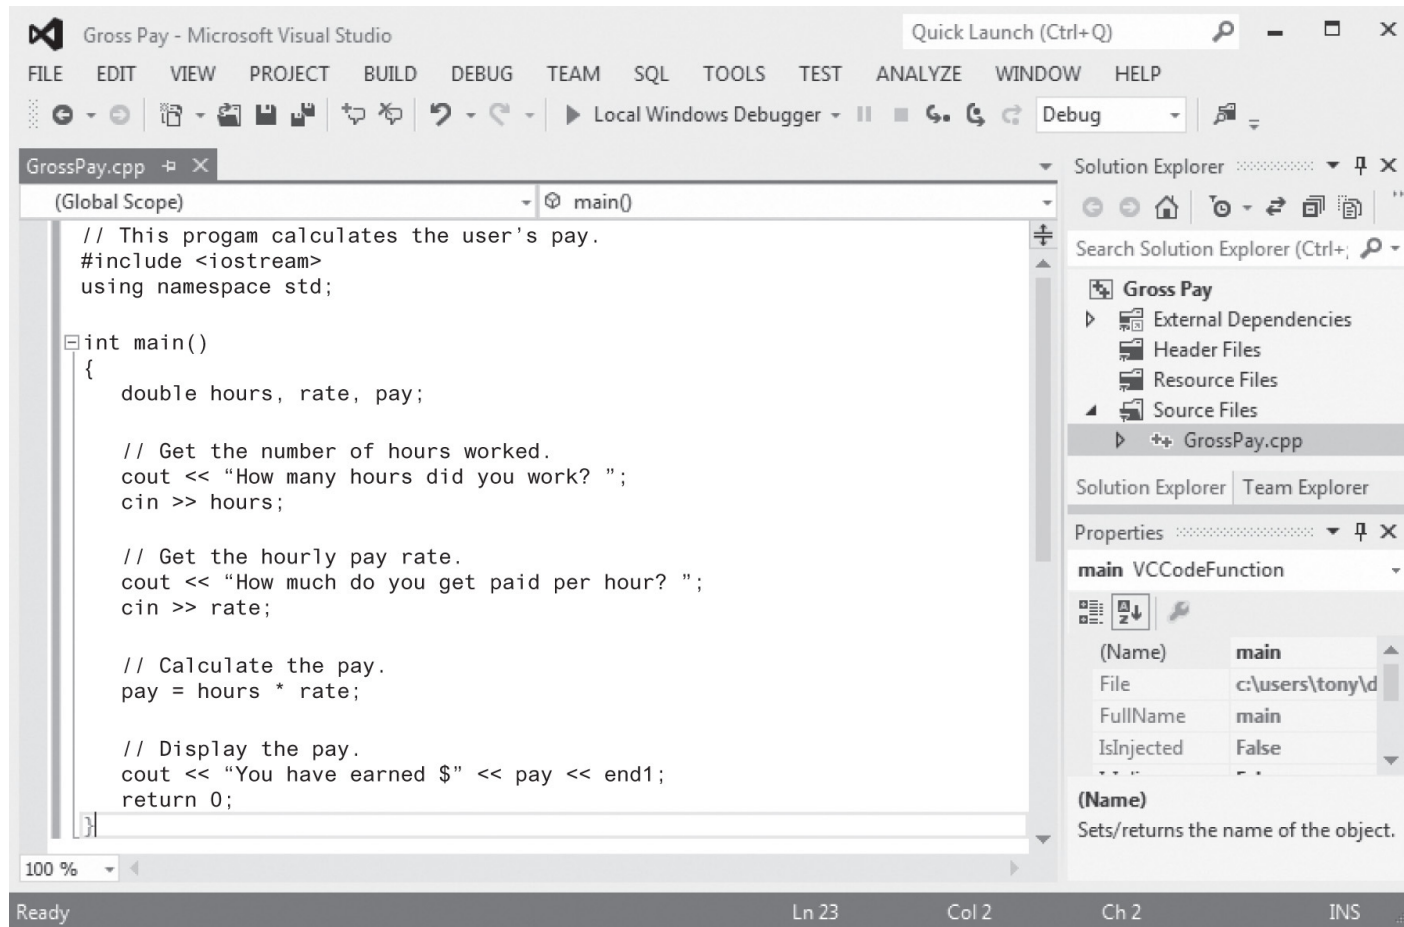 Gross Pay - Microsoft Visual Studio
Quick Launch (Ctrl+Q)
FILE EDIT VIEW PROJECT BUILD DEBUG TEAM SQL TOOLS TEST ANALYZE WINDOW HELP
Local Windows Debugger
Debug
GrossPay.cpp
(Global Scope)
main()
// This progam calculates the user's pay.
#include <iostream>
using namespace std;
int main()
{
double hours, rate, pay;
// Get the number of hours worked.
cout << “How many hours did you work? ”;
cin >> hours;
// Get the hourly pay rate.
cout << “How much do you get paid per hour? ”;
cin >> rate;
// Calculate the pay.
pay = hours * rate;
// Display the pay.
cout << “You have earned $” << pay << end1;
return 0;
}
100 %
Solution Explorer
Search Solution Explorer (Ctrl+;
Gross Pay
External Dependencies
Header Files
Resource Files
Source Files
GrossPay.cpp
Solution Explorer Team Explorer
Properties
main VCCodeFunction
(Name) main
File c:\users\tony\d
FullName main
IsInjected False
(Name)
Sets/returns the name of the object.
Ready Ln 23 Col 2 Ch 2 INS